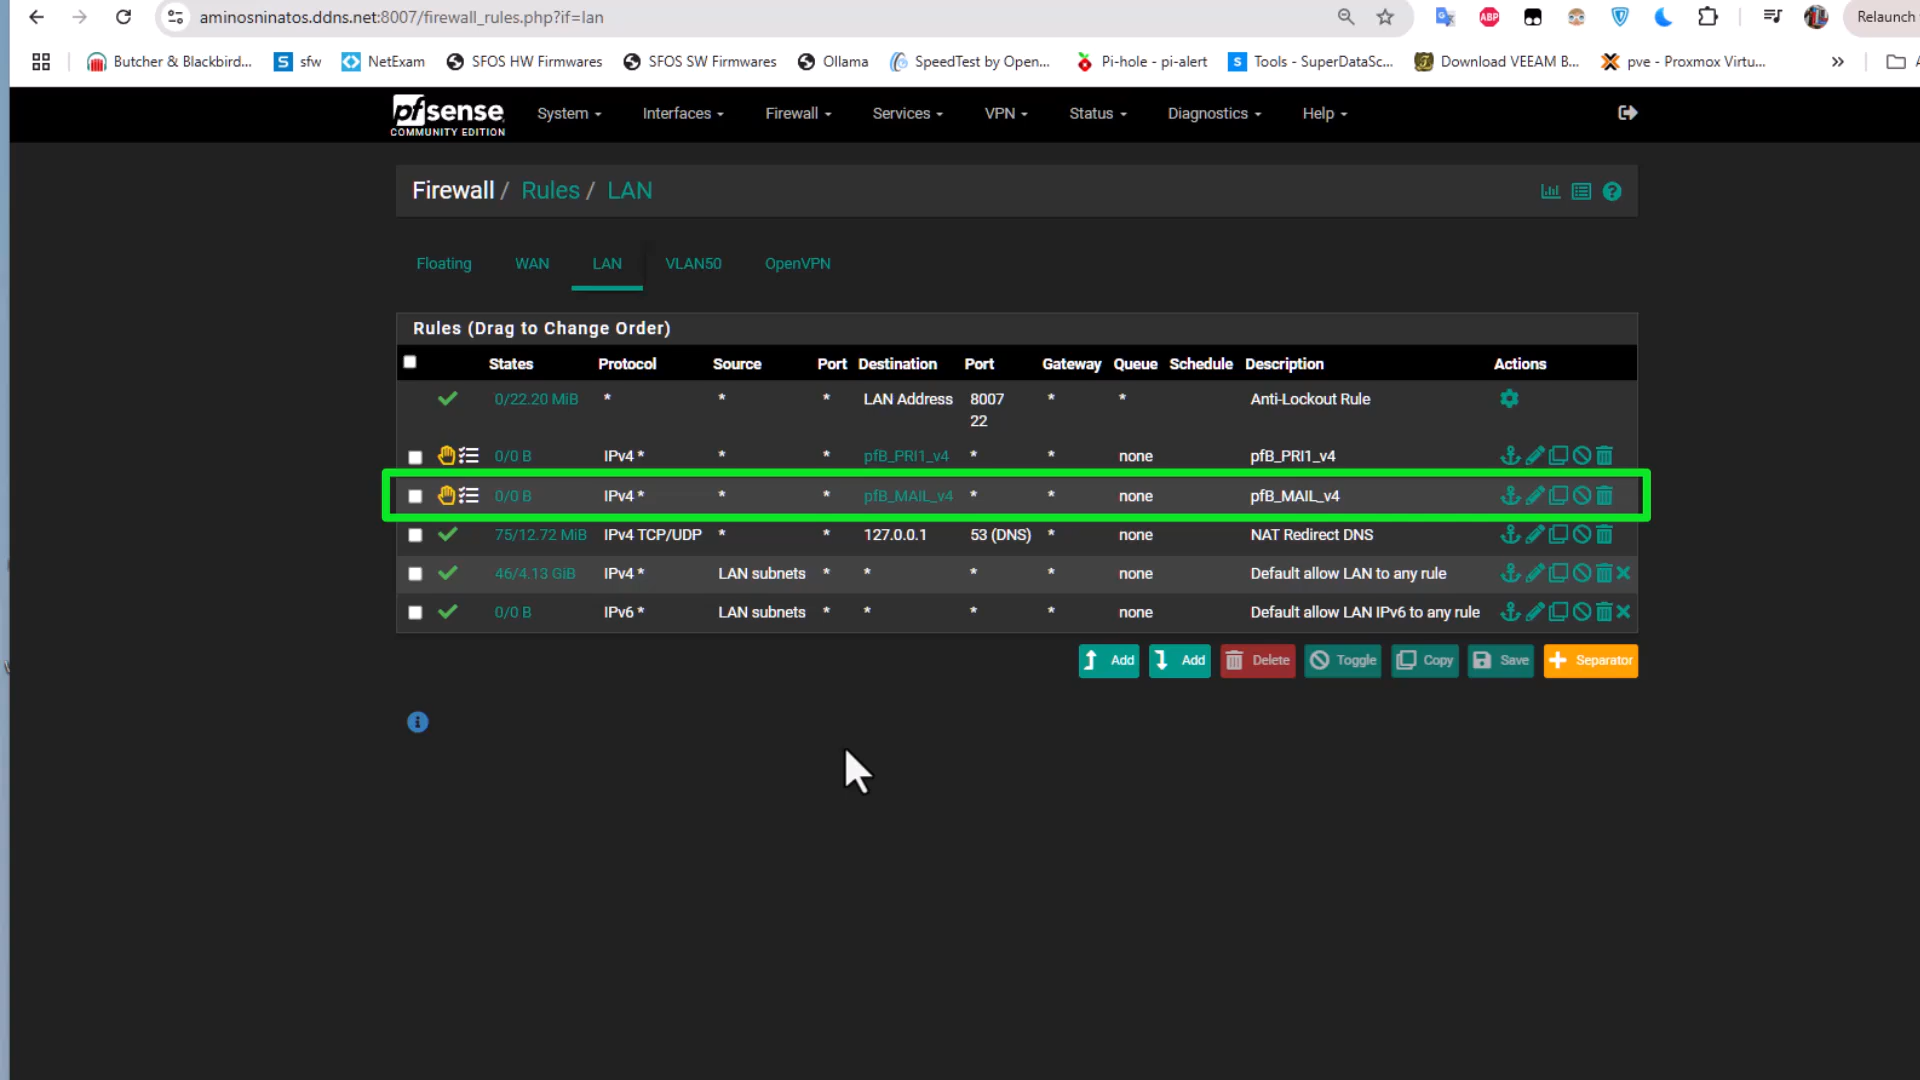 aminosninatos.ddns.net:8007/firewall_rules.php?if=lan
ABP
Relaunch
Butcher & Blackbird...
S sfw
NetExam
SFOS HW Firmwares
SFOS SW Firmwares
Ollama
SpeedTest by Open...
Pi-hole - pi-alert
S Tools - SuperDataSc...
Download VEEAM B...
pve - Proxmox Virtu...
pfsense
COMMUNITY EDITION
System
Interfaces
Firewall
Services
VPN
Status
Diagnostics
Help
Firewall / Rules / LAN
Floating WAN LAN VLAN50 OpenVPN
Rules (Drag to Change Order)
States Protocol Source Port Destination Port Gateway Queue Schedule Description Actions
0/22.20 MiB * * * LAN Address 8007 * * Anti-Lockout Rule
22
0/0 B IPv4 * * * pfB_PRI1_v4 * * none pfB_PRI1_v4
0/0 B IPv4 * * * pfB_MAIL_v4 * * none pfB_MAIL_v4
75/12.72 MiB IPv4 TCP/UDP * * 127.0.0.1 53 (DNS) * none NAT Redirect DNS
46/4.13 GiB IPv4 * LAN subnets * * * * none Default allow LAN to any rule
0/0 B IPv6 * LAN subnets * * * * none Default allow LAN IPv6 to any rule
Add Add Delete Toggle Copy Save Separator